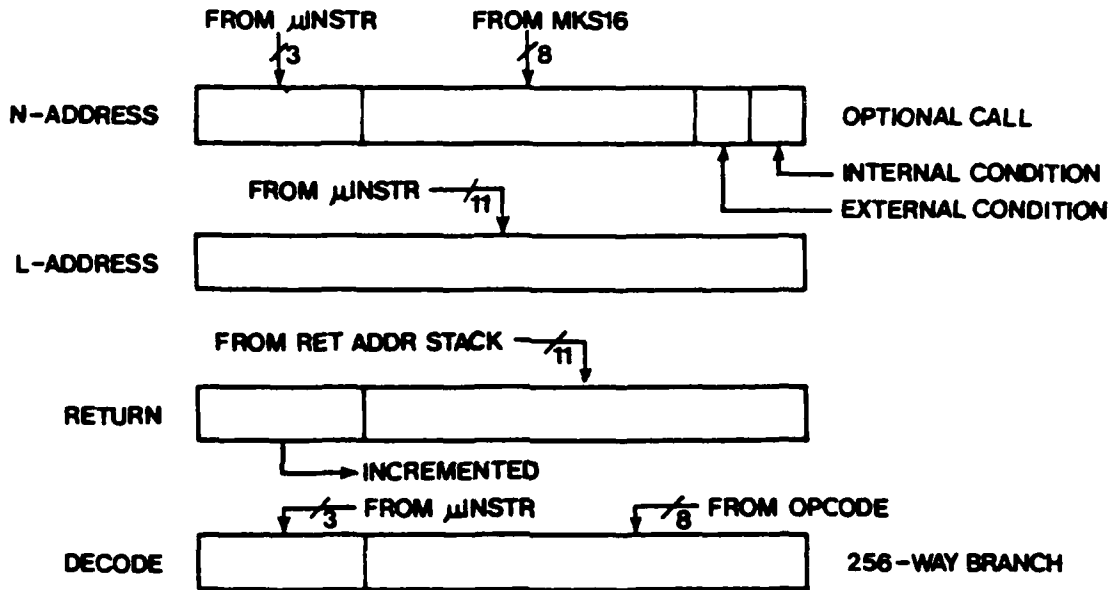 FROM μINSTR FROM MKS16
3 8
N-ADDRESS OPTIONAL CALL
INTERNAL CONDITION
FROM μINSTR 11 EXTERNAL CONDITION
L-ADDRESS
FROM RET ADDR STACK 11
RETURN
INCREMENTED
3 FROM μINSTR 8 FROM OPCODE
DECODE 256-WAY BRANCH